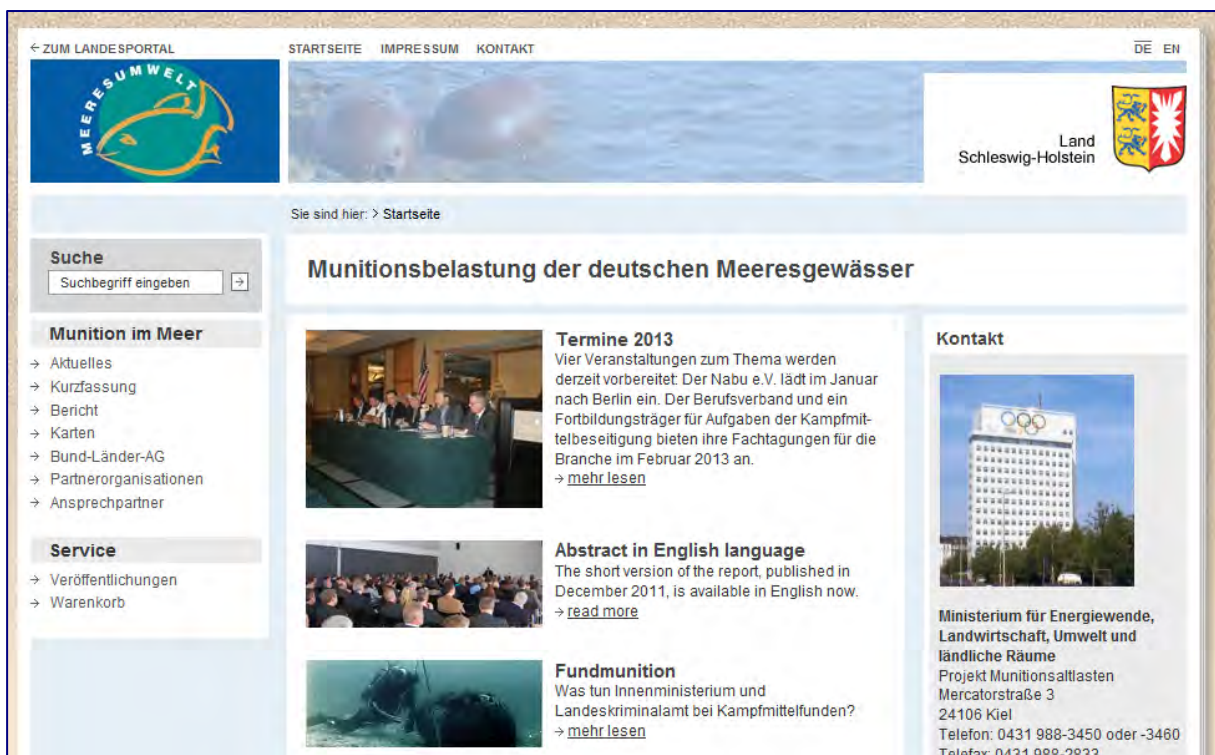 ← ZUM LANDESPORTAL
STARTSEITE IMPRESSUM KONTAKT
DE EN
MEERESUMWELT
Land
Schleswig-Holstein
Sie sind hier: > Startseite
Suche
Suchbegriff eingeben →
Munition im Meer
→ Aktuelles
→ Kurzfassung
→ Bericht
→ Karten
→ Bund-Länder-AG
→ Partnerorganisationen
→ Ansprechpartner
Service
→ Veröffentlichungen
→ Warenkorb
Munitionsbelastung der deutschen Meeresgewässer
Termine 2013
Vier Veranstaltungen zum Thema werden
derzeit vorbereitet: Der Nabu e.V. lädt im Januar
nach Berlin ein. Der Berufsverband und ein
Fortbildungsträger für Aufgaben der Kampfmit-
telbeseitigung bieten ihre Fachtagungen für die
Branche im Februar 2013 an.
→ mehr lesen
Abstract in English language
The short version of the report, published in
December 2011, is available in English now.
→ read more
Fundmunition
Was tun Innenministerium und
Landeskriminalamt bei Kampfmittelfunden?
→ mehr lesen
Kontakt
Ministerium für Energiewende,
Landwirtschaft, Umwelt und
ländliche Räume
Projekt Munitionsaltlasten
Mercatorstraße 3
24106 Kiel
Telefon: 0431 988-3450 oder -3460
Telefax: 0431 988-2833